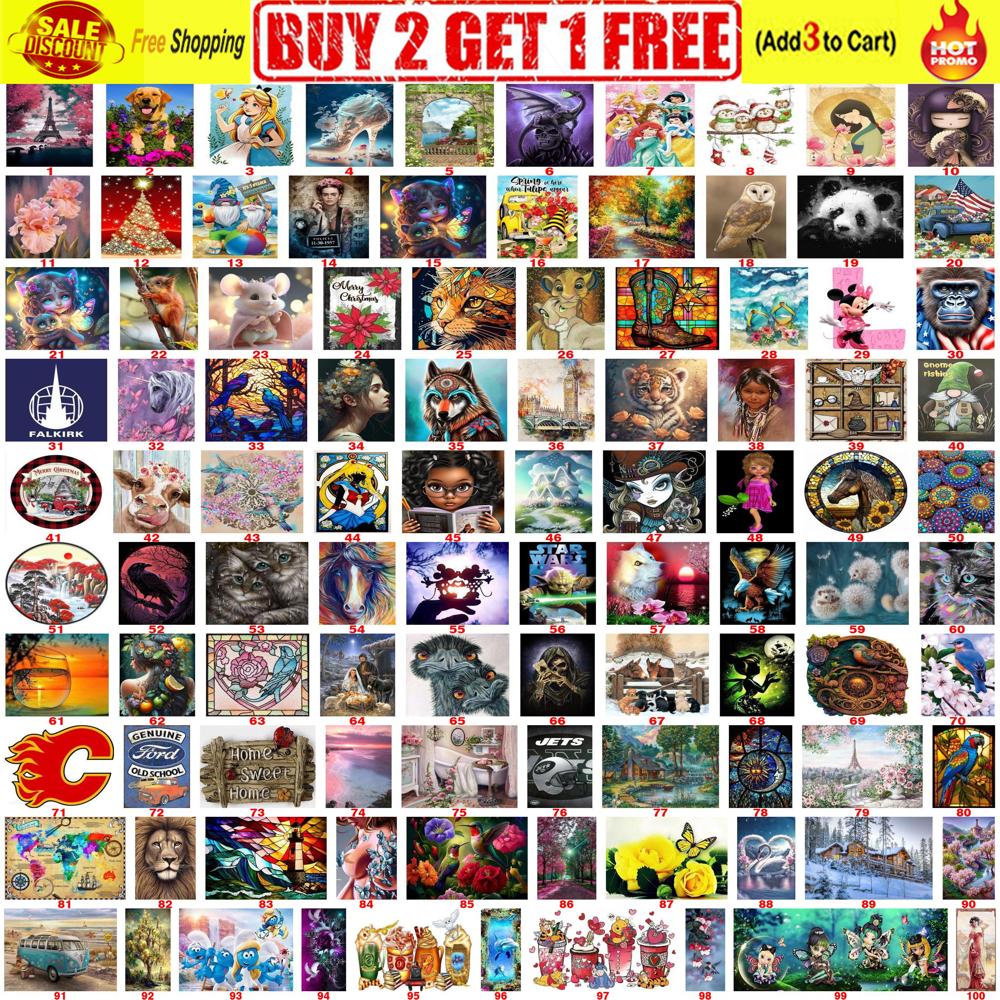 SALE
DISCOUNT
Free Shopping
BUY 2 GET 1 FREE
(Add 3 to Cart)
HOT
PROMO
1 2 3 4 5 6 7 8 9 10
Spring is here
when Tulips appear
11-30-1957
11 12 13 14 15 16 17 18 19 20
Merry
Christmas
21 22 23 24 25 26 27 28 29 30
FALKIRK
Gnome
fishing
31 32 33 34 35 36 37 38 39 40
MERRY CHRISTMAS
41 42 43 44 45 46 47 48 49 50
STAR
WARS
51 52 53 54 55 56 57 58 59 60
61 62 63 64 65 66 67 68 69 70
C
GENUINE
Ford
OLD SCHOOL
Home
Sweet
Home
JETS
NY
71 72 73 74 75 76 77 78 79 80
81 82 83 84 85 86 87 88 89 90
91 92 93 94 95 96 97 98 99 100